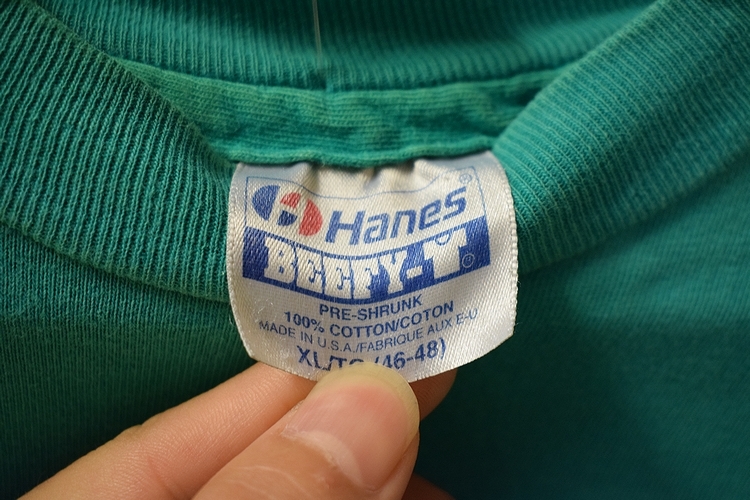 Hanes®
BEEFY-T®
PRE-SHRUNK
100% COTTON/COTON
MADE IN U.S.A./FABRIQUE AUX E-U
XL/TG (46-48)